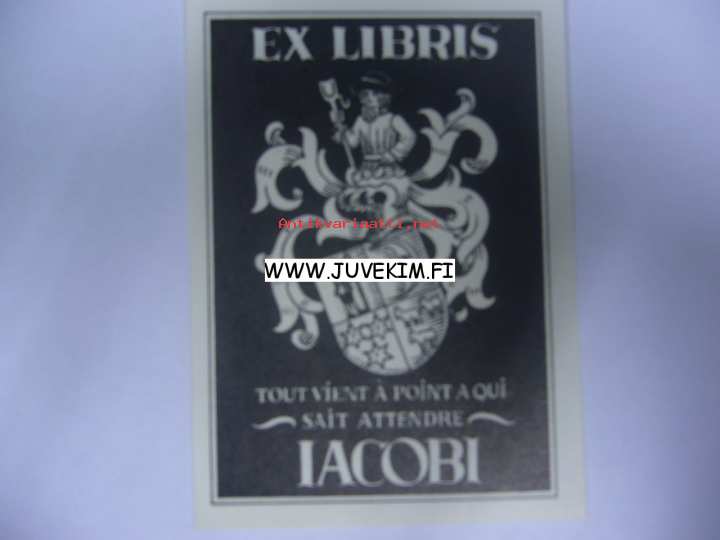 EX LIBRIS
Antikvariaatti.net
WWW.JUVEKIM.FI
TOUT VIENT À POINT A QUI
SAIT ATTENDRE
IACOBI